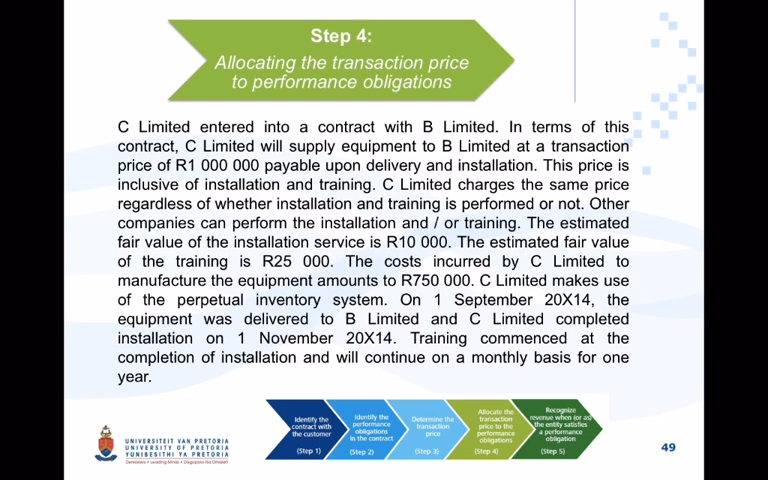 Step 4:
Allocating the transaction price
to performance obligations
C Limited entered into a contract with B Limited. In terms of this
contract, C Limited will supply equipment to B Limited at a transaction
price of R1 000 000 payable upon delivery and installation. This price is
inclusive of installation and training. C Limited charges the same price
regardless of whether installation and training is performed or not. Other
companies can perform the installation and / or training. The estimated
fair value of the installation service is R10 000. The estimated fair value
of the training is R25 000. The costs incurred by C Limited to
manufacture the equipment amounts to R750 000. C Limited makes use
of the perpetual inventory system. On 1 September 20X14, the
equipment was delivered to B Limited and C Limited completed
installation on 1 November 20X14. Training commenced at the
completion of installation and will continue on a monthly basis for one
year.
Identify the
contract with
the customer
(Step 1)
Identify the
performance
obligations
in the contract
(Step 2)
Determine the
transaction
price
(Step 3)
Allocate the
transaction
price to the
performance
obligations
(Step 4)
Recognize
revenue when (or as)
the entity satisfies
a performance
obligation
(Step 5)
UNIVERSITEIT VAN PRETORIA
UNIVERSITY OF PRETORIA
YUNIBESITHI YA PRETORIA
Denkleiers • Leading Minds • Dikgopolo tša Dihlalefi
49